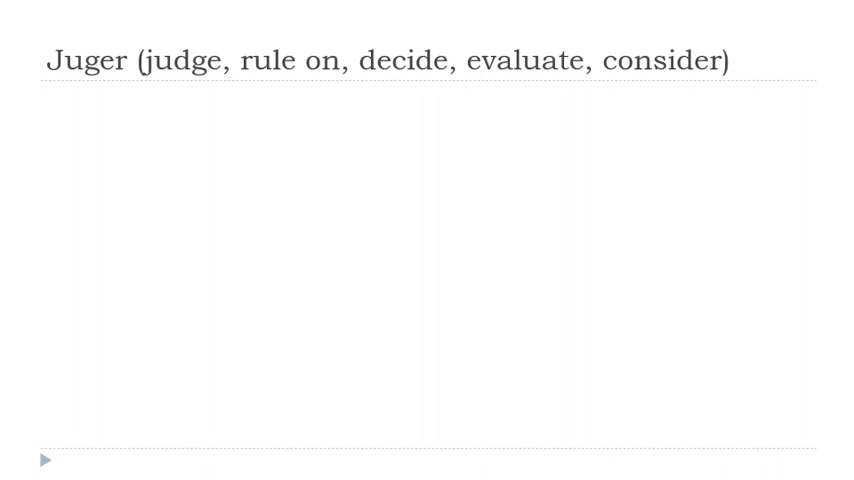 Juger (judge, rule on, decide, evaluate, consider)